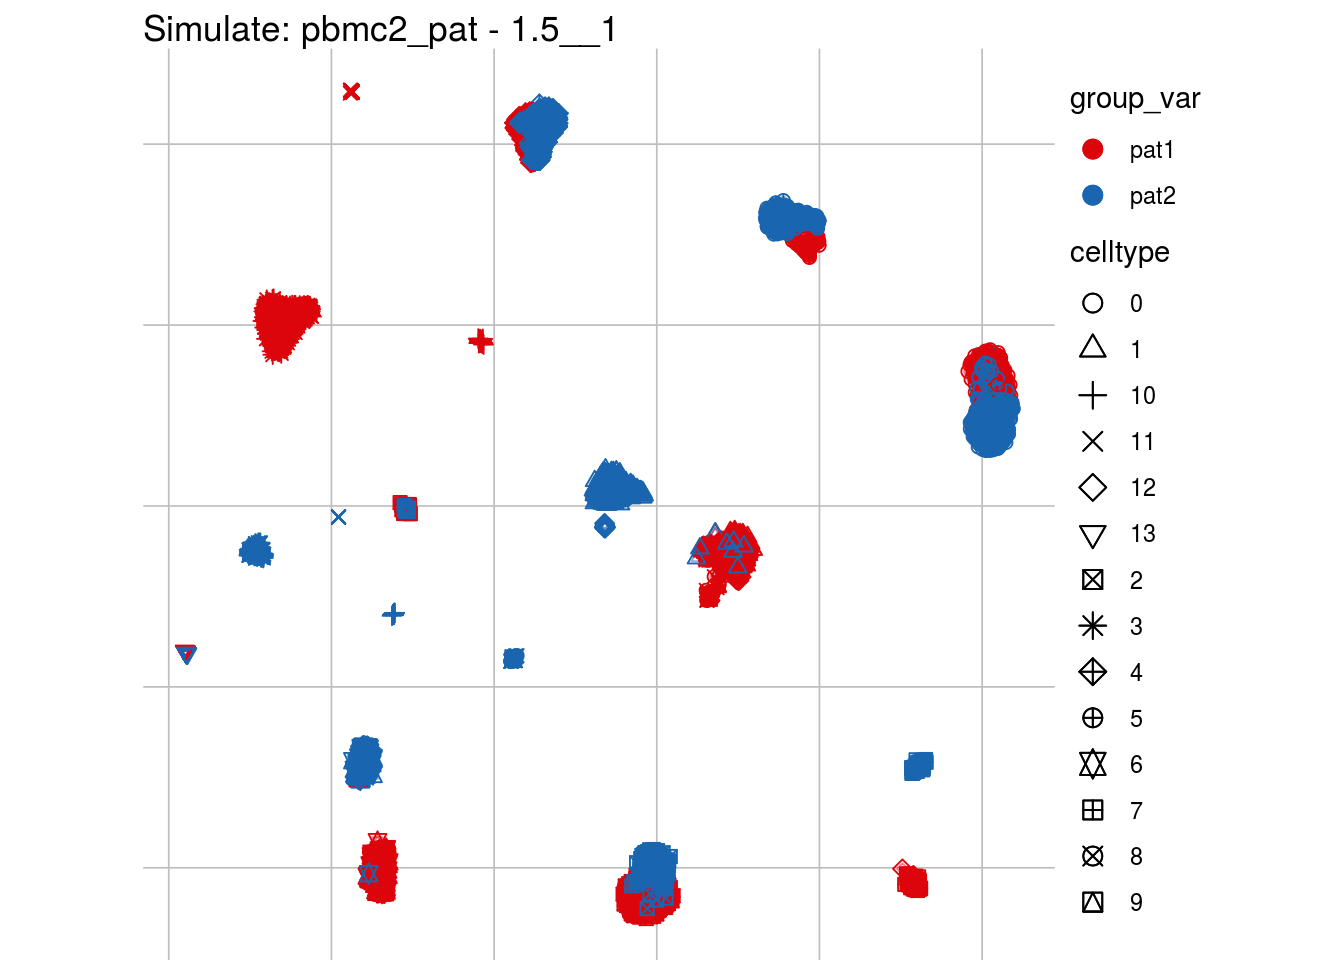 Simulate: pbmc2_pat - 1.5__1
group_var
pat1
pat2
celltype
0
1
10
11
12
13
2
3
4
5
6
7
8
9